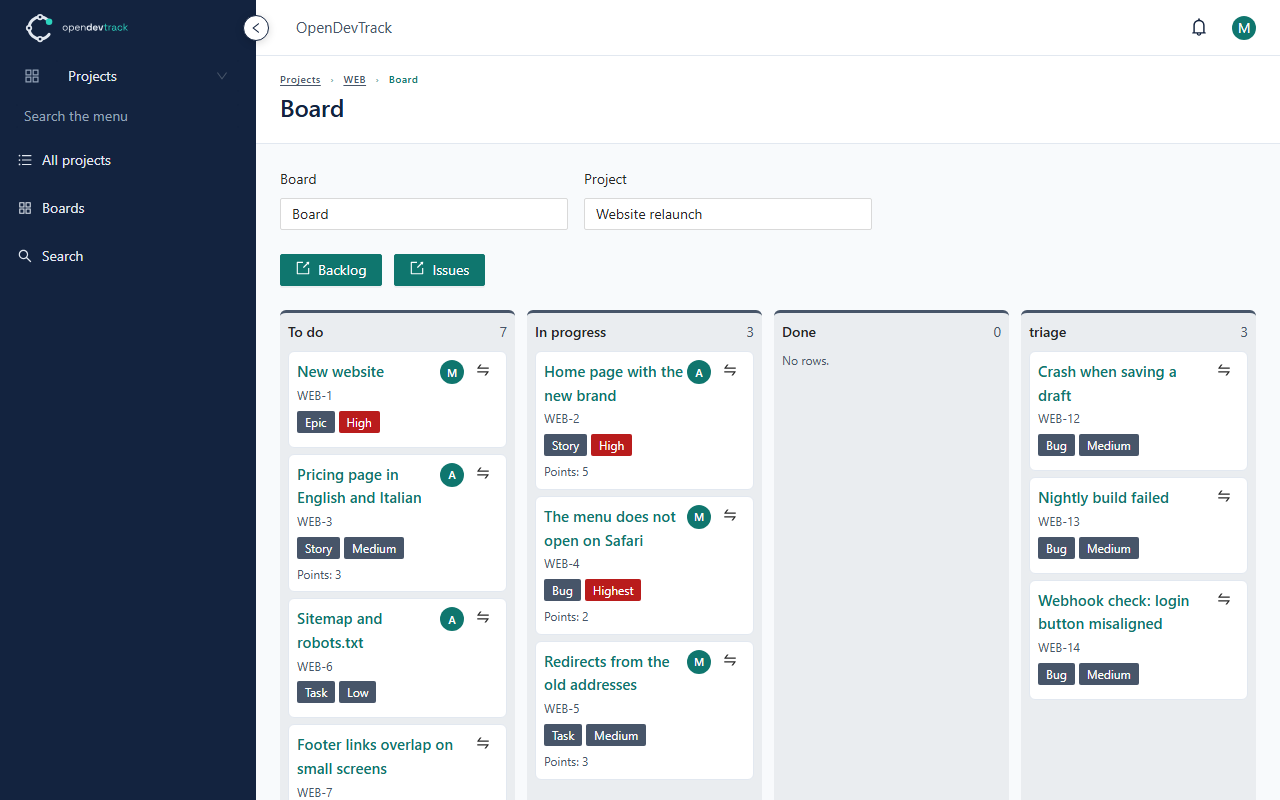 opendevtrack
OpenDevTrack
M
Projects
Search the menu
All projects
Boards
Search
Projects › WEB › Board
Board
Board
Project
Board
Website relaunch
Backlog
Issues
To do 7
New website
M
WEB-1
Epic High
Pricing page in
English and Italian
A
WEB-3
Story Medium
Points: 3
Sitemap and
robots.txt
A
WEB-6
Task Low
Footer links overlap on
small screens
WEB-7
In progress 3
Home page with the
new brand
A
WEB-2
Story High
Points: 5
The menu does not
open on Safari
M
WEB-4
Bug Highest
Points: 2
Redirects from the
old addresses
M
WEB-5
Task Medium
Points: 3
Done 0
No rows.
triage 3
Crash when saving a
draft
WEB-12
Bug Medium
Nightly build failed
WEB-13
Bug Medium
Webhook check: login
button misaligned
WEB-14
Bug Medium